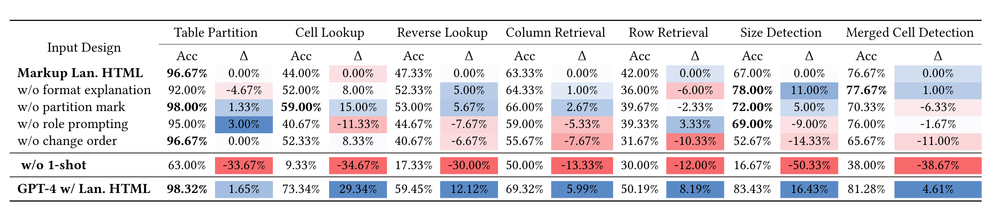 Input Design Table Partition Cell Lookup Reverse Lookup Column Retrieval Row Retrieval Size Detection Merged Cell Detection
Acc Δ Acc Δ Acc Δ Acc Δ Acc Δ Acc Δ Acc Δ
Markup Lan. HTML 96.67% 0.00% 44.00% 0.00% 47.33% 0.00% 63.33% 0.00% 42.00% 0.00% 67.00% 0.00% 76.67% 0.00%
w/o format explanation 92.00% -4.67% 52.00% 8.00% 52.33% 5.00% 64.33% 1.00% 36.00% -6.00% 78.00% 11.00% 77.67% 1.00%
w/o partition mark 98.00% 1.33% 59.00% 15.00% 53.00% 5.67% 66.00% 2.67% 39.67% -2.33% 72.00% 5.00% 70.33% -6.33%
w/o role prompting 95.00% 3.00% 40.67% -11.33% 44.67% -7.67% 59.00% -5.33% 39.33% 3.33% 69.00% -9.00% 76.00% -1.67%
w/o change order 96.67% 0.00% 52.33% 8.33% 40.67% -6.67% 55.67% -7.67% 31.67% -10.33% 52.67% -14.33% 65.67% -11.00%
w/o 1-shot 63.00% -33.67% 9.33% -34.67% 17.33% -30.00% 50.00% -13.33% 30.00% -12.00% 16.67% -50.33% 38.00% -38.67%
GPT-4 w/ Lan. HTML 98.32% 1.65% 73.34% 29.34% 59.45% 12.12% 69.32% 5.99% 50.19% 8.19% 83.43% 16.43% 81.28% 4.61%